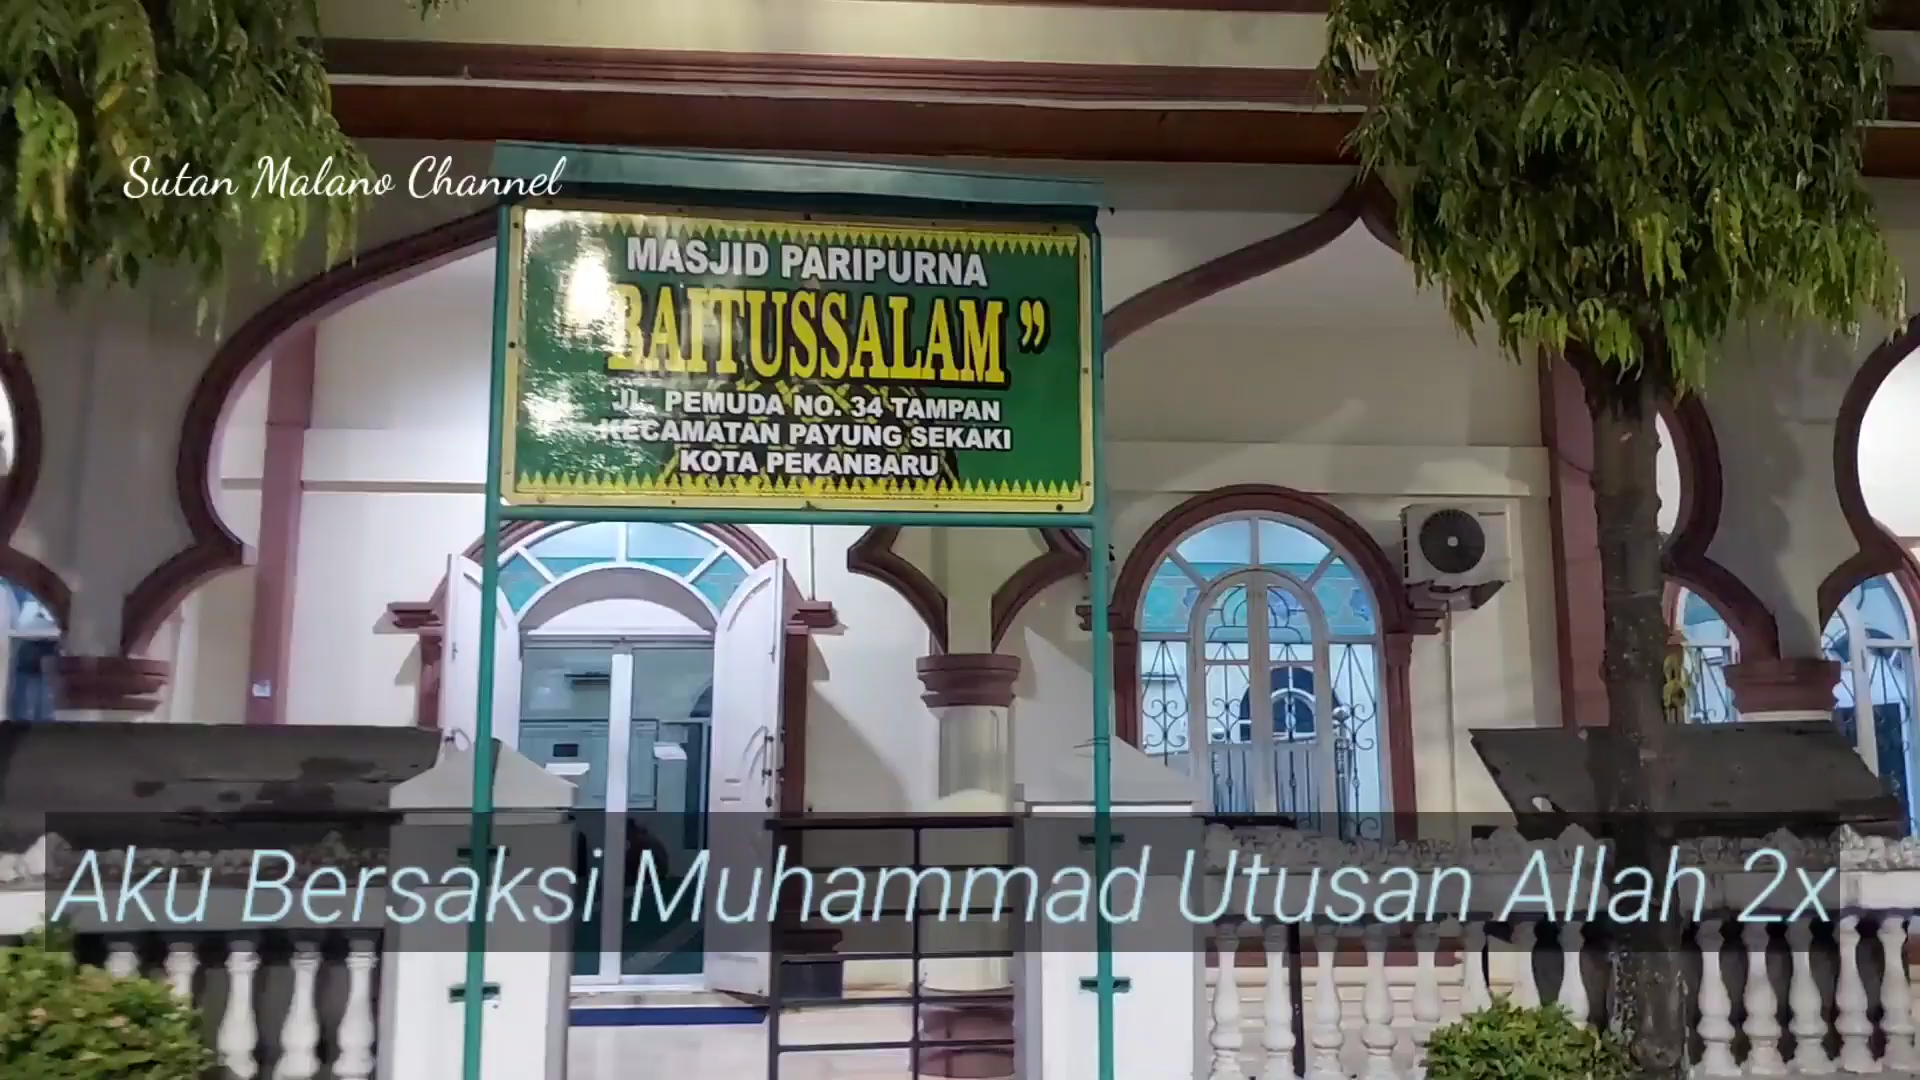 Sutan Malano Channel
MASJID PARIPURNA
BAITUSSALAM ”
JL. PEMUDA NO. 34 TAMPAN
KECAMATAN PAYUNG SEKAKI
KOTA PEKANBARU
Aku Bersaksi Muhammad Utusan Allah 2x